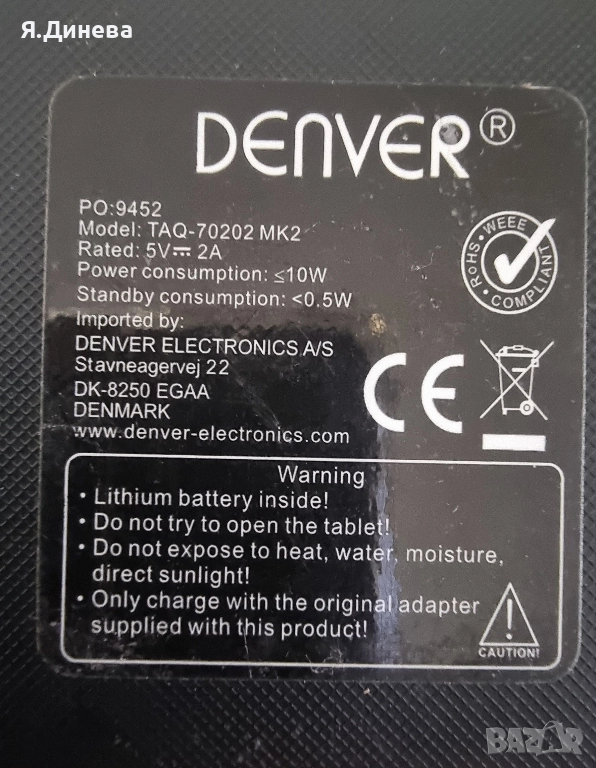 Я.Динева
DENVER®
PO:9452
Model: TAQ-70202 MK2
Rated: 5V⎓ 2A
Power consumption: ≤10W
Standby consumption: <0.5W
Imported by:
DENVER ELECTRONICS A/S
Stavneagervej 22
DK-8250 EGAA
DENMARK
www.denver-electronics.com
RoHS · WEEE
COMPLIANT
CE
Warning
• Lithium battery inside!
• Do not try to open the tablet!
• Do not expose to heat, water, moisture,
direct sunlight!
• Only charge with the original adapter
supplied with this product!
!
CAUTION!
BAZAR